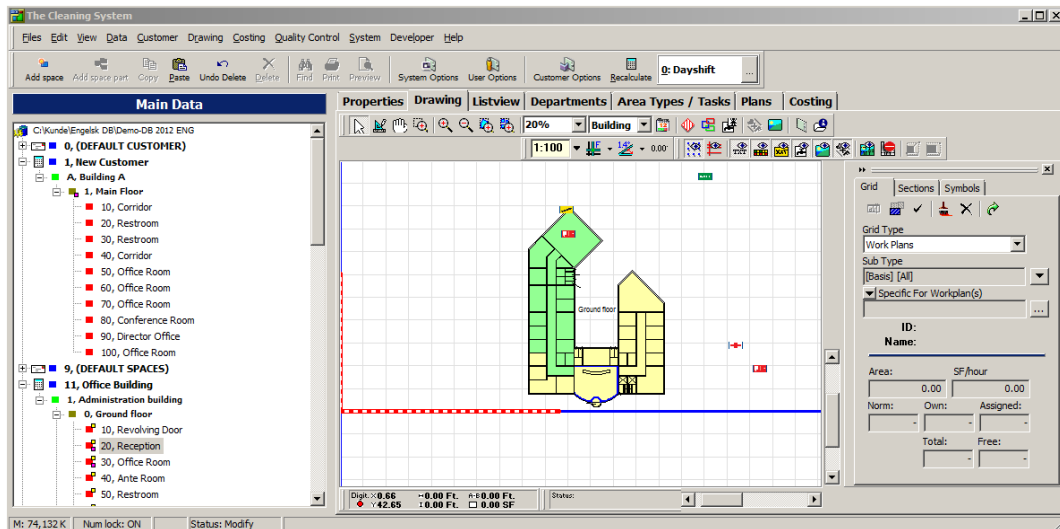 The Cleaning System
Files Edit View Data Customer Drawing Costing Quality Control System Developer Help
Add space Add space part Copy Paste Undo Delete Delete Find Print Preview System Options User Options Customer Options Recalculate 0: Dayshift ...
Main Data
Properties Drawing Listview Departments Area Types / Tasks Plans Costing
20% Building
1:100 0.00
C:\Kunde\Engelsk DB\Demo-DB 2012 ENG
0, (DEFAULT CUSTOMER)
1, New Customer
A, Building A
1, Main Floor
10, Corridor
20, Restroom
30, Restroom
40, Corridor
50, Office Room
60, Office Room
70, Office Room
80, Conference Room
90, Director Office
100, Office Room
9, (DEFAULT SPACES)
11, Office Building
1, Administration building
0, Ground floor
10, Revolving Door
20, Reception
30, Office Room
40, Ante Room
50, Restroom
Ground floor
Grid Sections Symbols
Grid Type
Work Plans
Sub Type
[Basis] [All]
Specific For Workplan(s)
...
ID:
Name:
Area: SF/hour
0.00 0.00
Norm: Own: Assigned:
- - -
Total: Free:
- -
Digit. X0.66 0.00 Ft. A-B 0.00 Ft. Status:
Y42.65 0.00 Ft. 0.00 SF
M: 74,132 K Num lock: ON Status: Modify